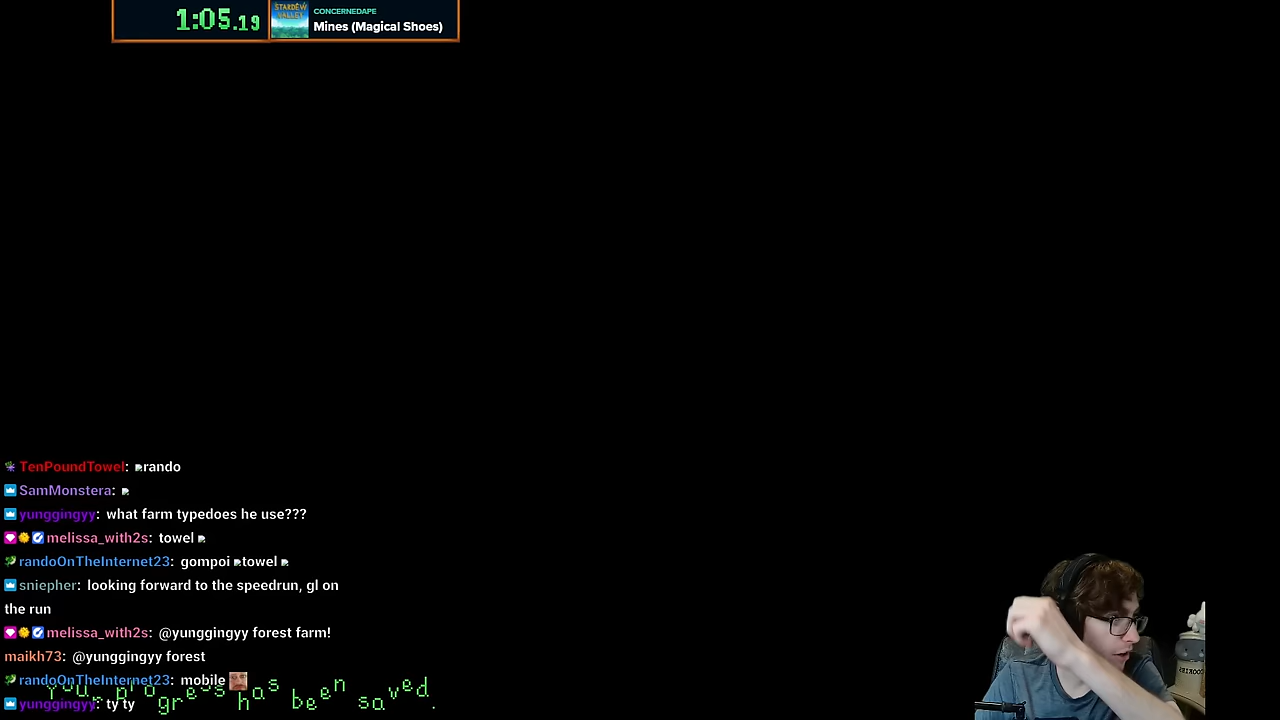 1:05.19
STARDEW VALLEY
CONCERNEDAPE
Mines (Magical Shoes)
TenPoundTowel: rando
SamMonstera:
yunggingyy: what farm typedoes he use???
melissa_with2s: towel
randoOnTheInternet23: gompoi towel
sniepher: looking forward to the speedrun, gl on
the run
melissa_with2s: @yunggingyy forest farm!
maikh73: @yunggingyy forest
randoOnTheInternet23: mobile
Your progress has been saved.
yunggingyy: ty ty
COOKIES